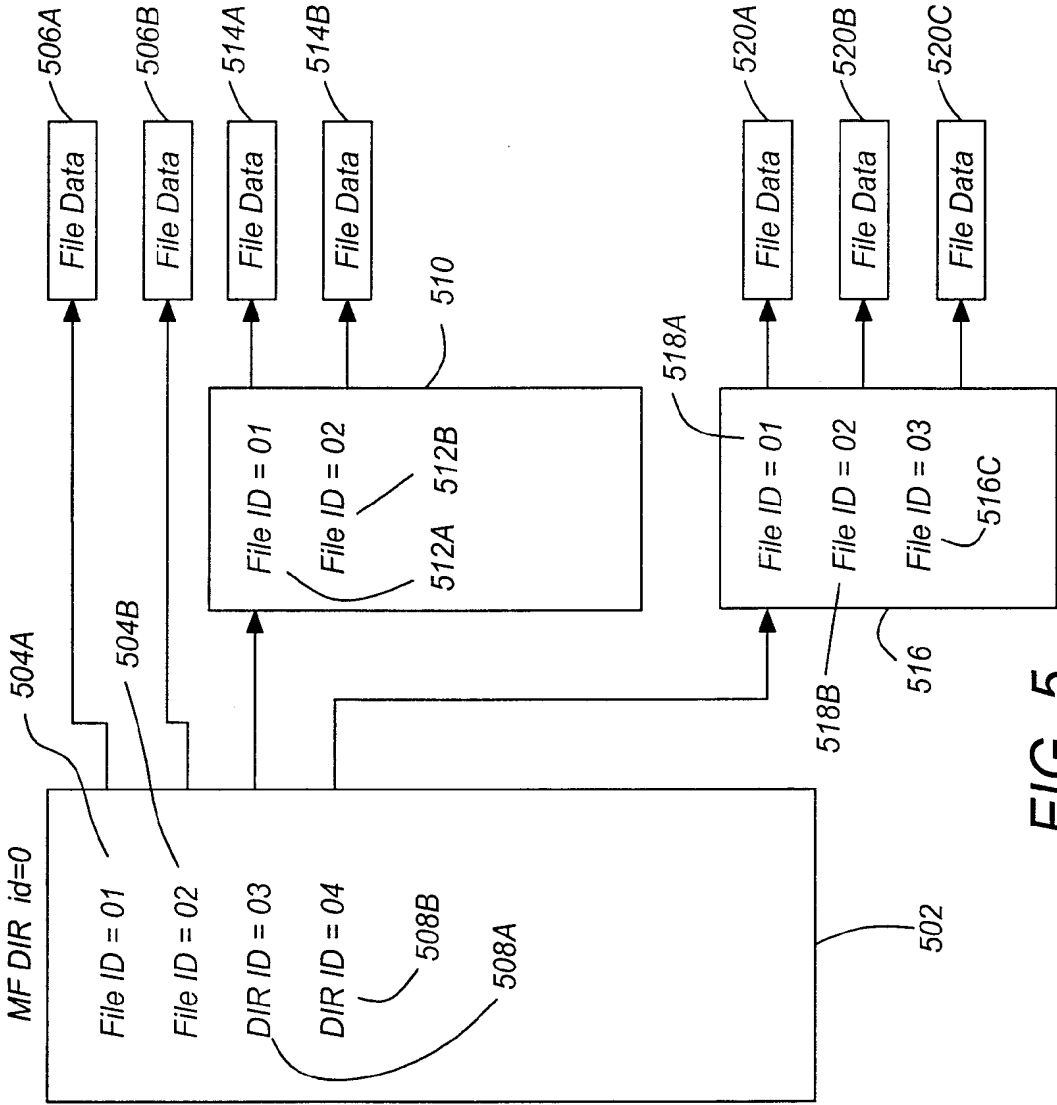 MF DIR id=0
File ID = 01
File ID = 02
DIR ID = 03
DIR ID = 04
504A
504B
508B
508A
502
506A
File Data
506B
File Data
514A
File Data
514B
File Data
510
File ID = 01
File ID = 02
512A
512B
518A
File ID = 01
File ID = 02
File ID = 03
518B
516C
516
520A
File Data
520B
File Data
520C
File Data
FIG. 5